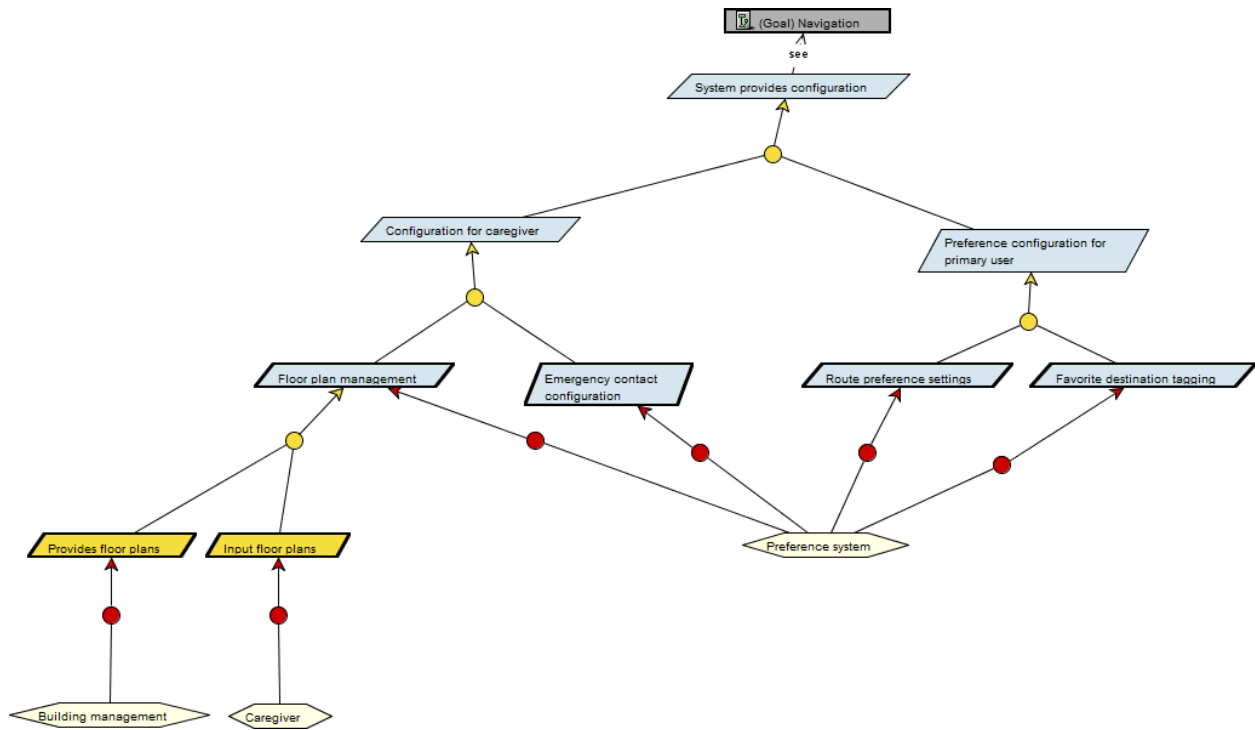 (Goal) Navigation
see
System provides configuration
Configuration for caregiver
Preference configuration for
primary user
Floor plan management
Emergency contact
configuration
Route preference settings
Favorite destination tagging
Provides floor plans
Input floor plans
Preference system
Building management
Caregiver